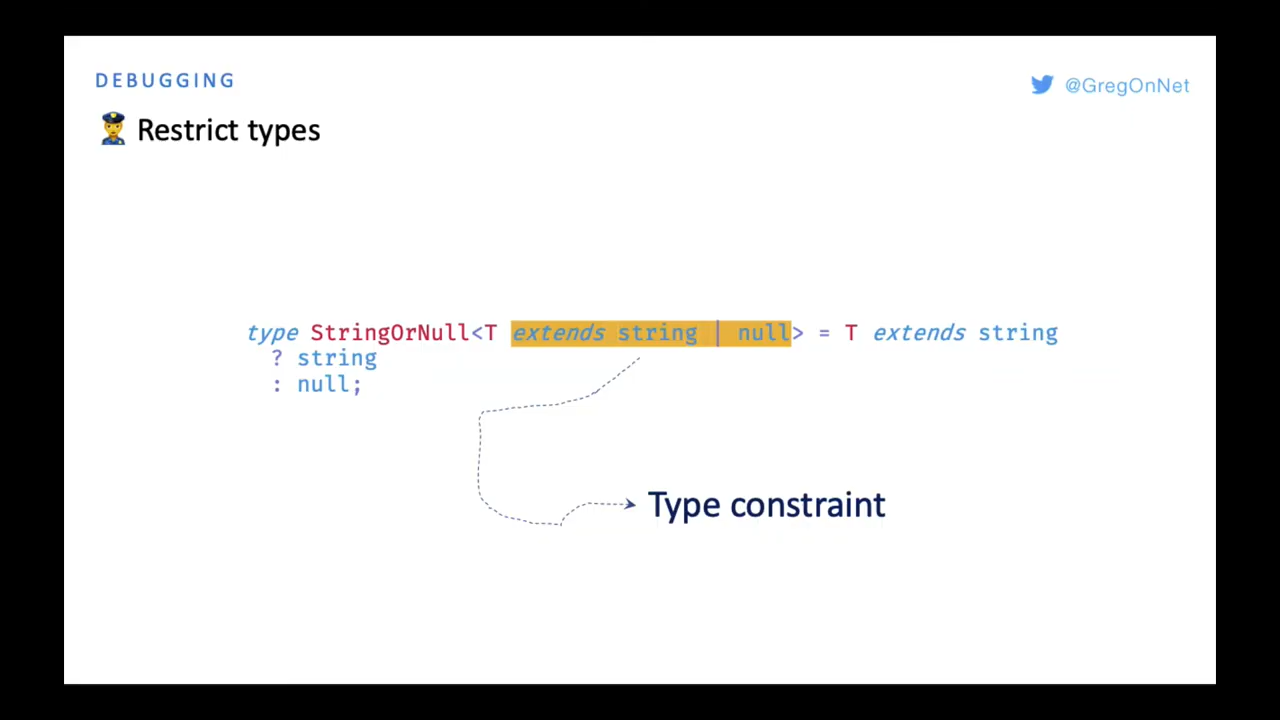 DEBUGGING
@GregOnNet
👮 Restrict types
type StringOrNull<T extends string | null> = T extends string
? string
: null;
Type constraint